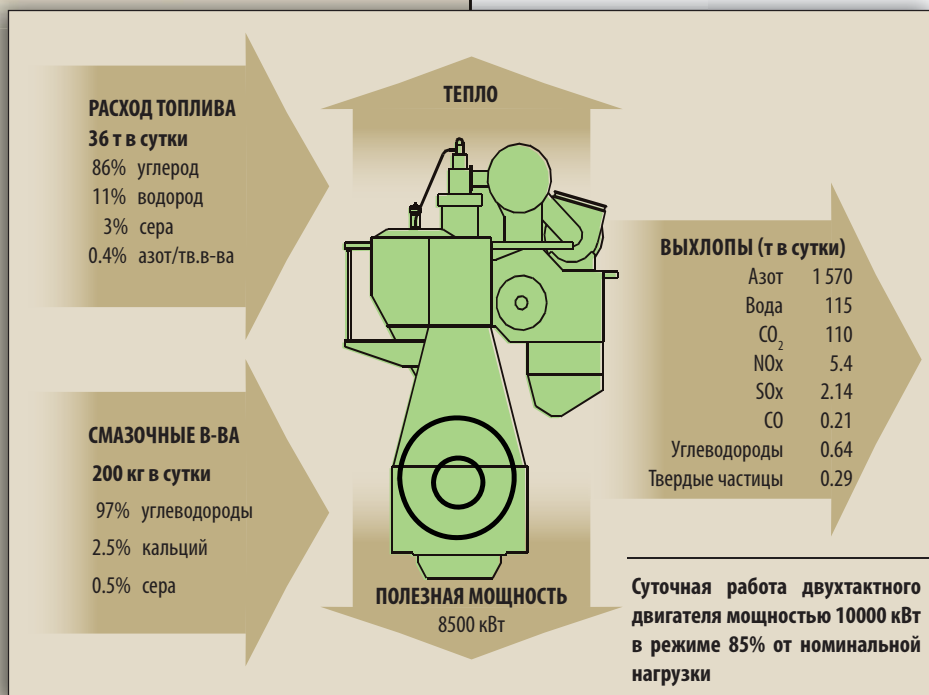 РАСХОД ТОПЛИВА
36 т в сутки
86% углерод
11% водород
3% сера
0.4% азот/тв.в-ва
СМАЗОЧНЫЕ В-ВА
200 кг в сутки
97% углеводороды
2.5% кальций
0.5% сера
ТЕПЛО
ПОЛЕЗНАЯ МОЩНОСТЬ
8500 кВт
ВЫХЛОПЫ (т в сутки)
Азот 1 570
Вода 115
CO₂ 110
NOx 5.4
SOx 2.14
CO 0.21
Углеводороды 0.64
Твердые частицы 0.29
Суточная работа двухтактного
двигателя мощностью 10000 кВт
в режиме 85% от номинальной
нагрузки